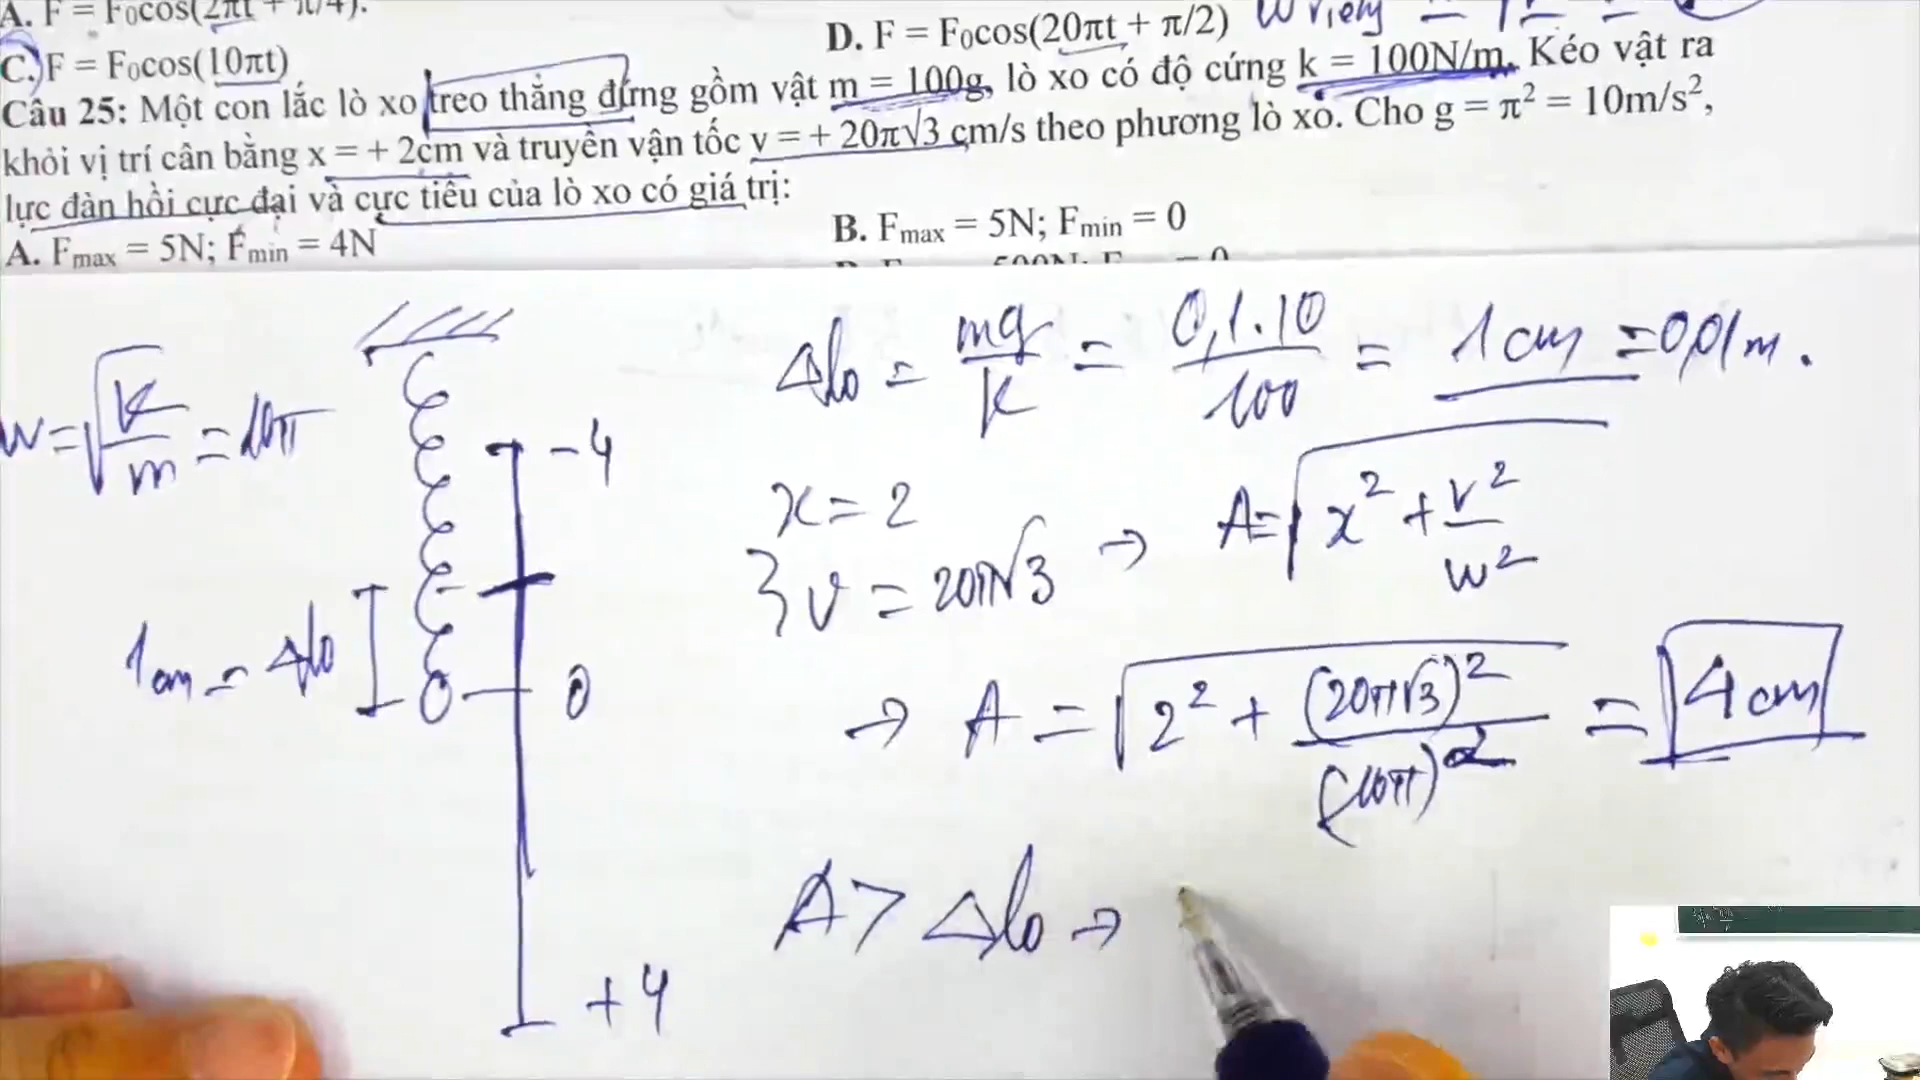 A. F = F₀cos(2πt + π/4).
C. F = F₀cos(10πt)
D. F = F₀cos(20πt + π/2)
W riêng =
Câu 25: Một con lắc lò xo treo thẳng đứng gồm vật m = 100g, lò xo có độ cứng k = 100N/m. Kéo vật ra
khỏi vị trí cân bằng x = + 2cm và truyền vận tốc v = + 20π√3 cm/s theo phương lò xo. Cho g = π² = 10m/s²,
lực đàn hồi cực đại và cực tiểu của lò xo có giá trị:
A. Fmax = 5N; Fmin = 4N
B. Fmax = 5N; Fmin = 0
w = √(k/m) = 10π
-4
1cm = Δl₀
0
+4
Δl₀ = mg/k = 0,1.10/100 = 1cm = 0,01m.
x = 2
v = 20π√3 → A = √(x² + v²/w²)
→ A = √(2² + (20π√3)²/(10π)²) = 4cm
A > Δl₀ →